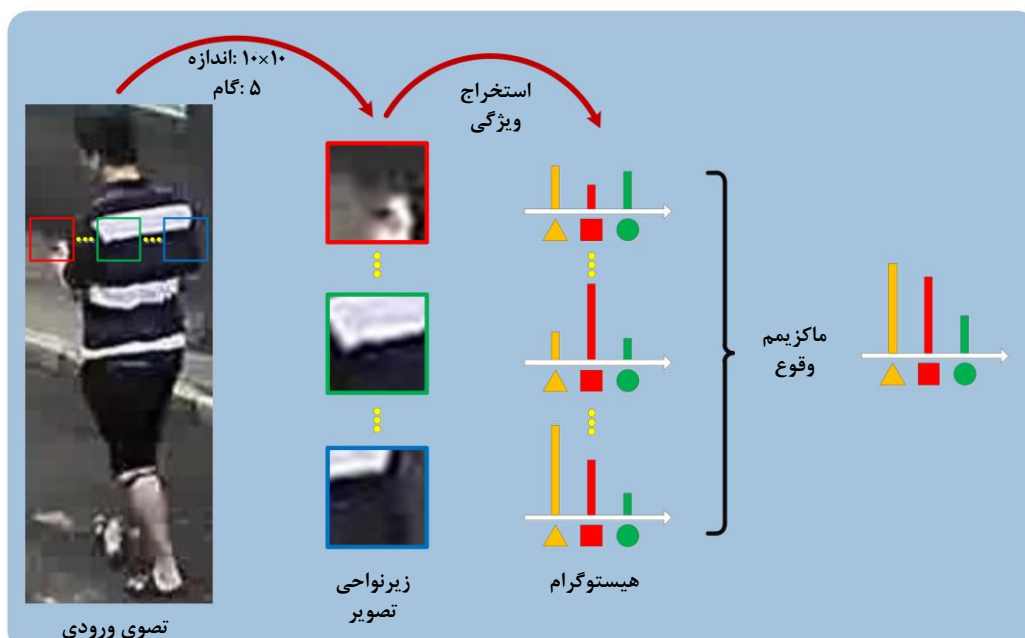 اندازه: ۱۰×۱۰
گام: ۵
استخراج
ویژگی
ماکزیمم
وقوع
هیستوگرام
زیرنواحی
تصویر
تصوی ورودی